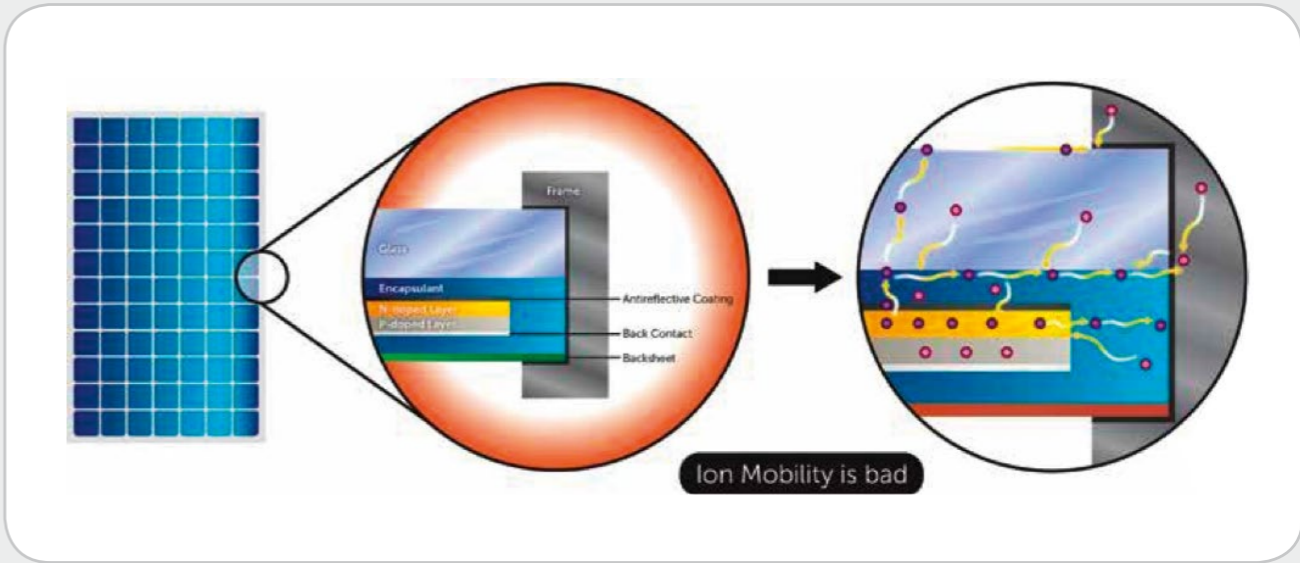 Frame
Glass
Encapsulant
Antireflective Coating
N-doped Layer
P-doped Layer
Back Contact
Backsheet
Ion Mobility is bad